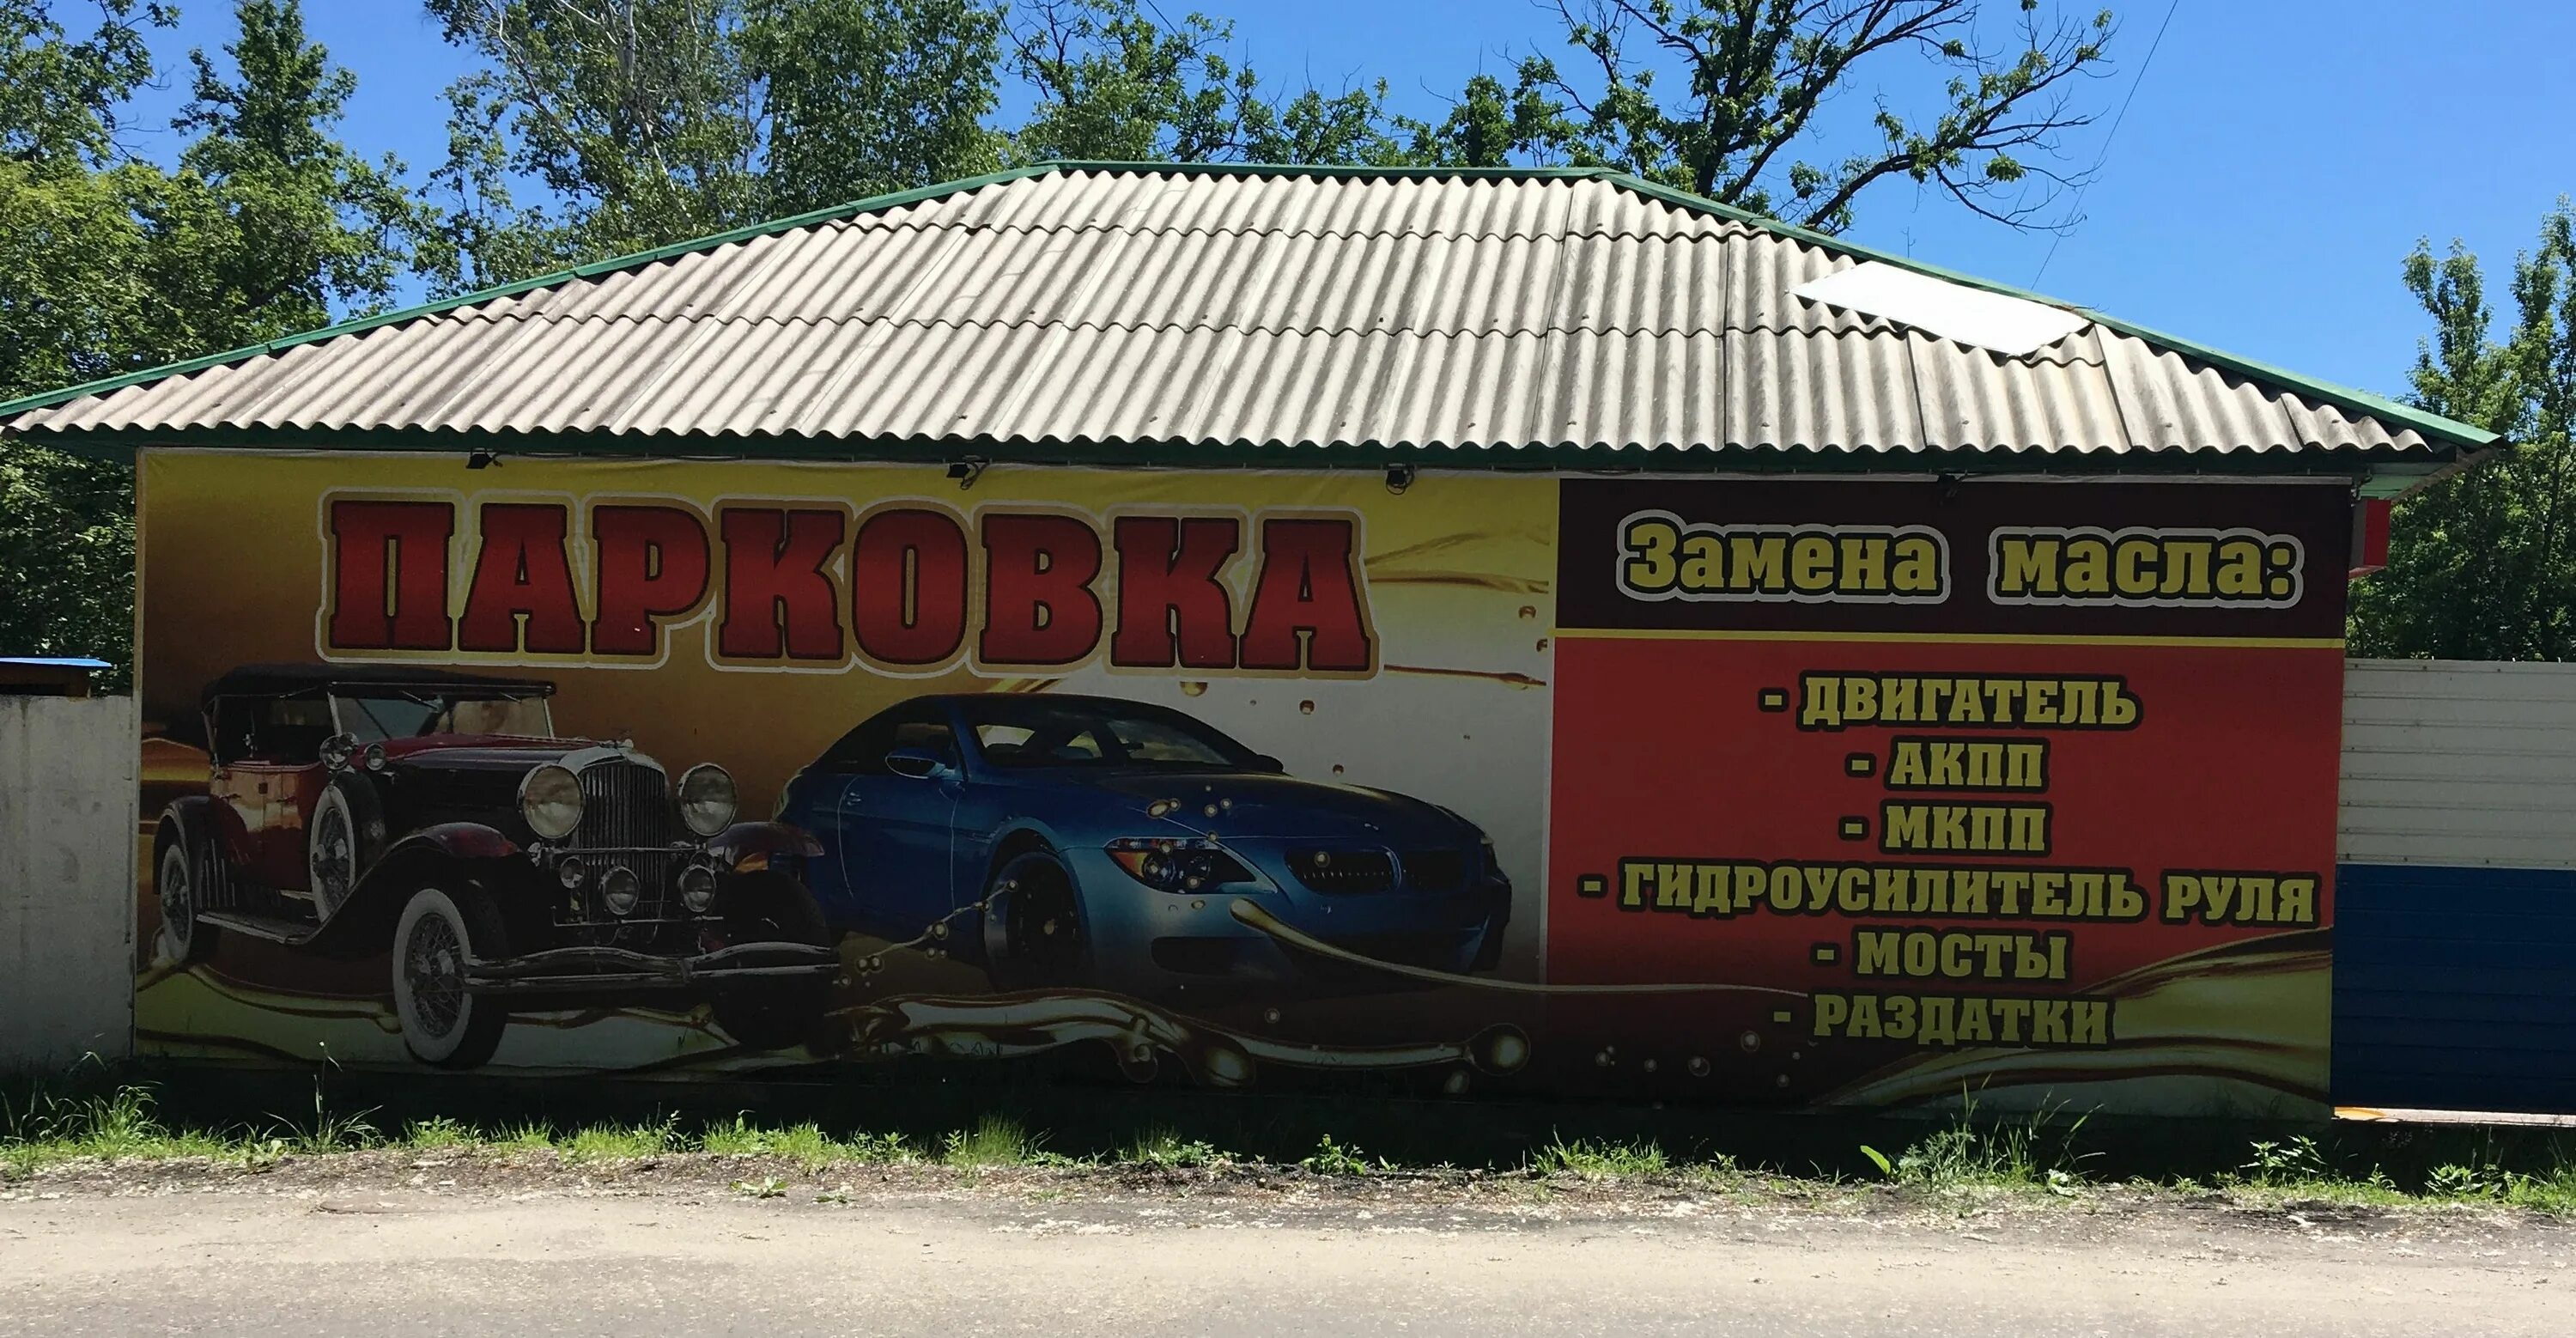 ПАРКОВКА
Замена масла:
- ДВИГАТЕЛЬ
- АКПП
- МКПП
- ГИДРОУСИЛИТЕЛЬ РУЛЯ
- МОСТЫ
- РАЗДАТКИ